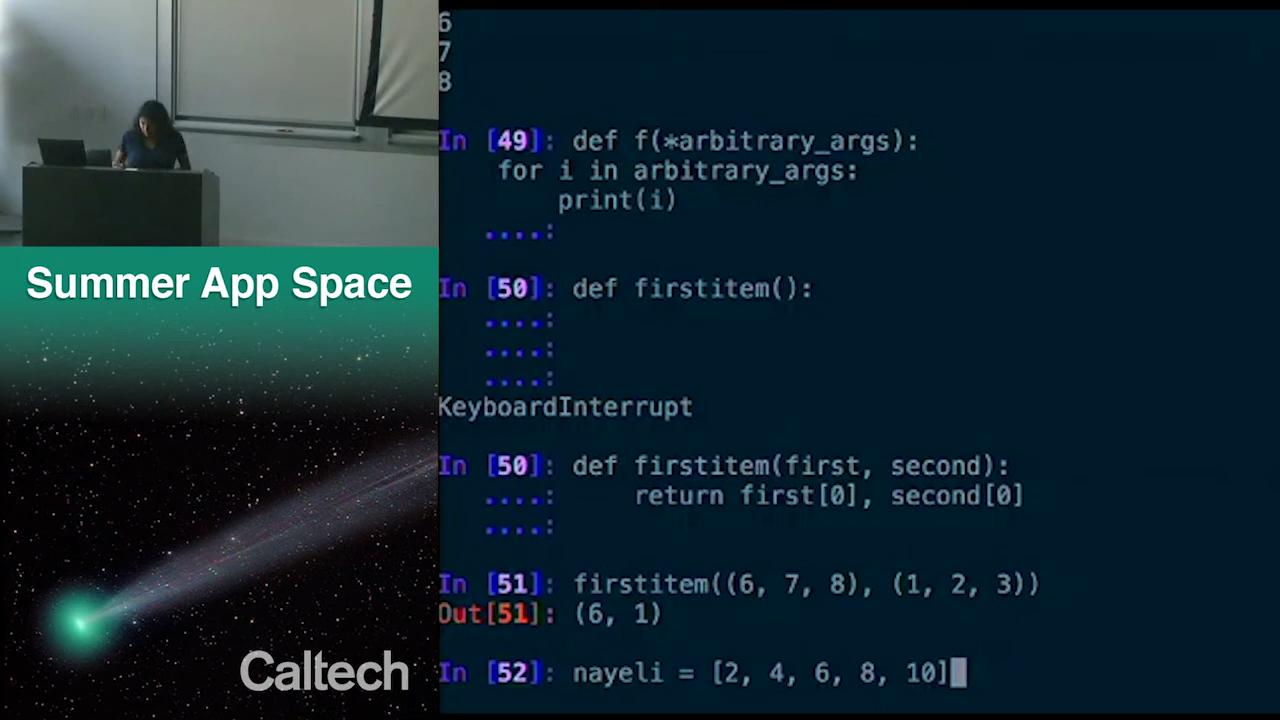 Summer App Space
Caltech
6
7
8
In [49]: def f(*arbitrary_args):
for i in arbitrary_args:
print(i)
....:
In [50]: def firstitem():
....:
....:
....:
KeyboardInterrupt
In [50]: def firstitem(first, second):
....: return first[0], second[0]
....:
In [51]: firstitem((6, 7, 8), (1, 2, 3))
Out[51]: (6, 1)
In [52]: nayeli = [2, 4, 6, 8, 10]